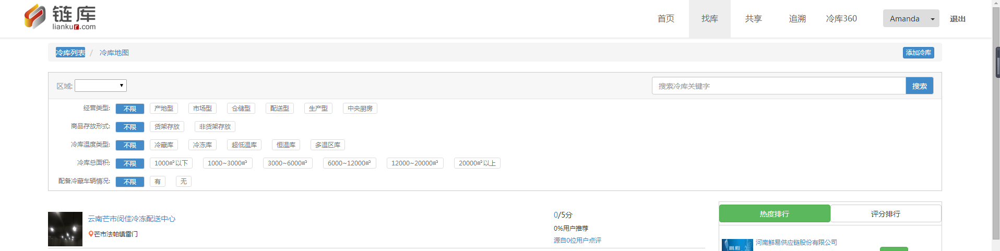 链库
liankur.com
首页 找库 共享 追溯 冷库360 Amanda 退出
冷库列表 / 冷库地图 添加冷库
区域: 搜索冷库关键字 搜索
经营类型: 不限 产地型 市场型 仓储型 配送型 生产型 中央厨房
商品存放形式: 不限 货架存放 非货架存放
冷库温度类型: 不限 冷藏库 冷冻库 超低温库 恒温库 多温区库
冷库总面积: 不限 1000㎡以下 1000~3000㎡ 3000~6000㎡ 6000~12000㎡ 12000~20000㎡ 20000㎡以上
配备冷藏车辆情况: 不限 有 无
云南芒市闵佳冷冻配送中心
芒市法帕镇雷门
0/5分
0%用户推荐
源自0位用户点评
热度排行 评分排行
河南鲜易供应链股份有限公司